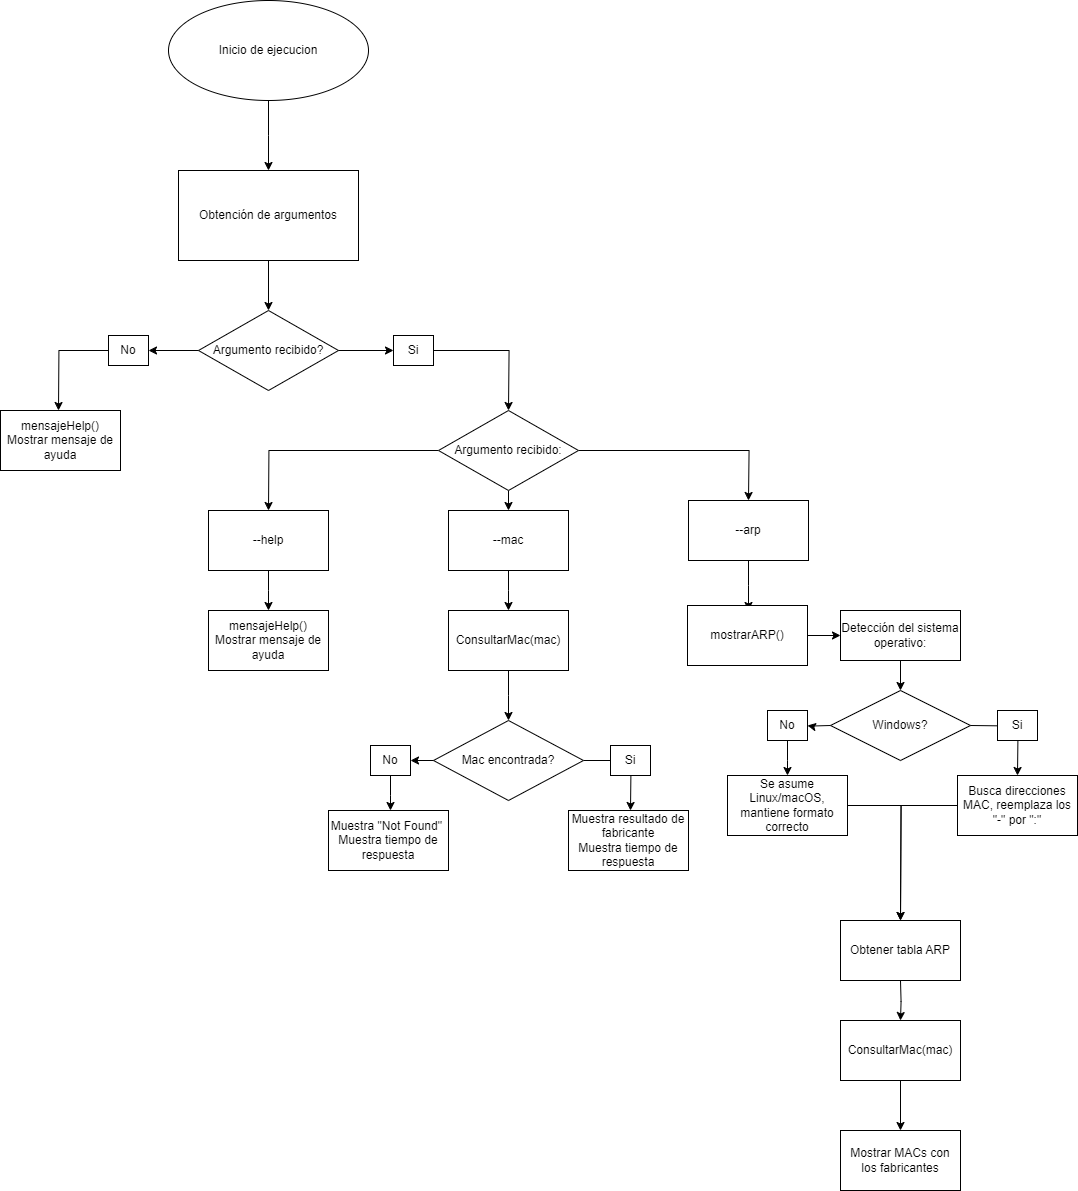 Inicio de ejecucion
Obtención de argumentos
Argumento recibido?
No
Si
mensajeHelp()
Mostrar mensaje de
ayuda
Argumento recibido:
--help
--mac
--arp
mensajeHelp()
Mostrar mensaje de
ayuda
ConsultarMac(mac)
mostrarARP()
Detección del sistema
operativo:
Windows?
No
Si
Mac encontrada?
No
Si
Se asume
Linux/macOS,
mantiene formato
correcto
Busca direcciones
MAC, reemplaza los
"-" por ":"
Muestra "Not Found"
Muestra tiempo de
respuesta
Muestra resultado de
fabricante
Muestra tiempo de
respuesta
Obtener tabla ARP
ConsultarMac(mac)
Mostrar MACs con
los fabricantes